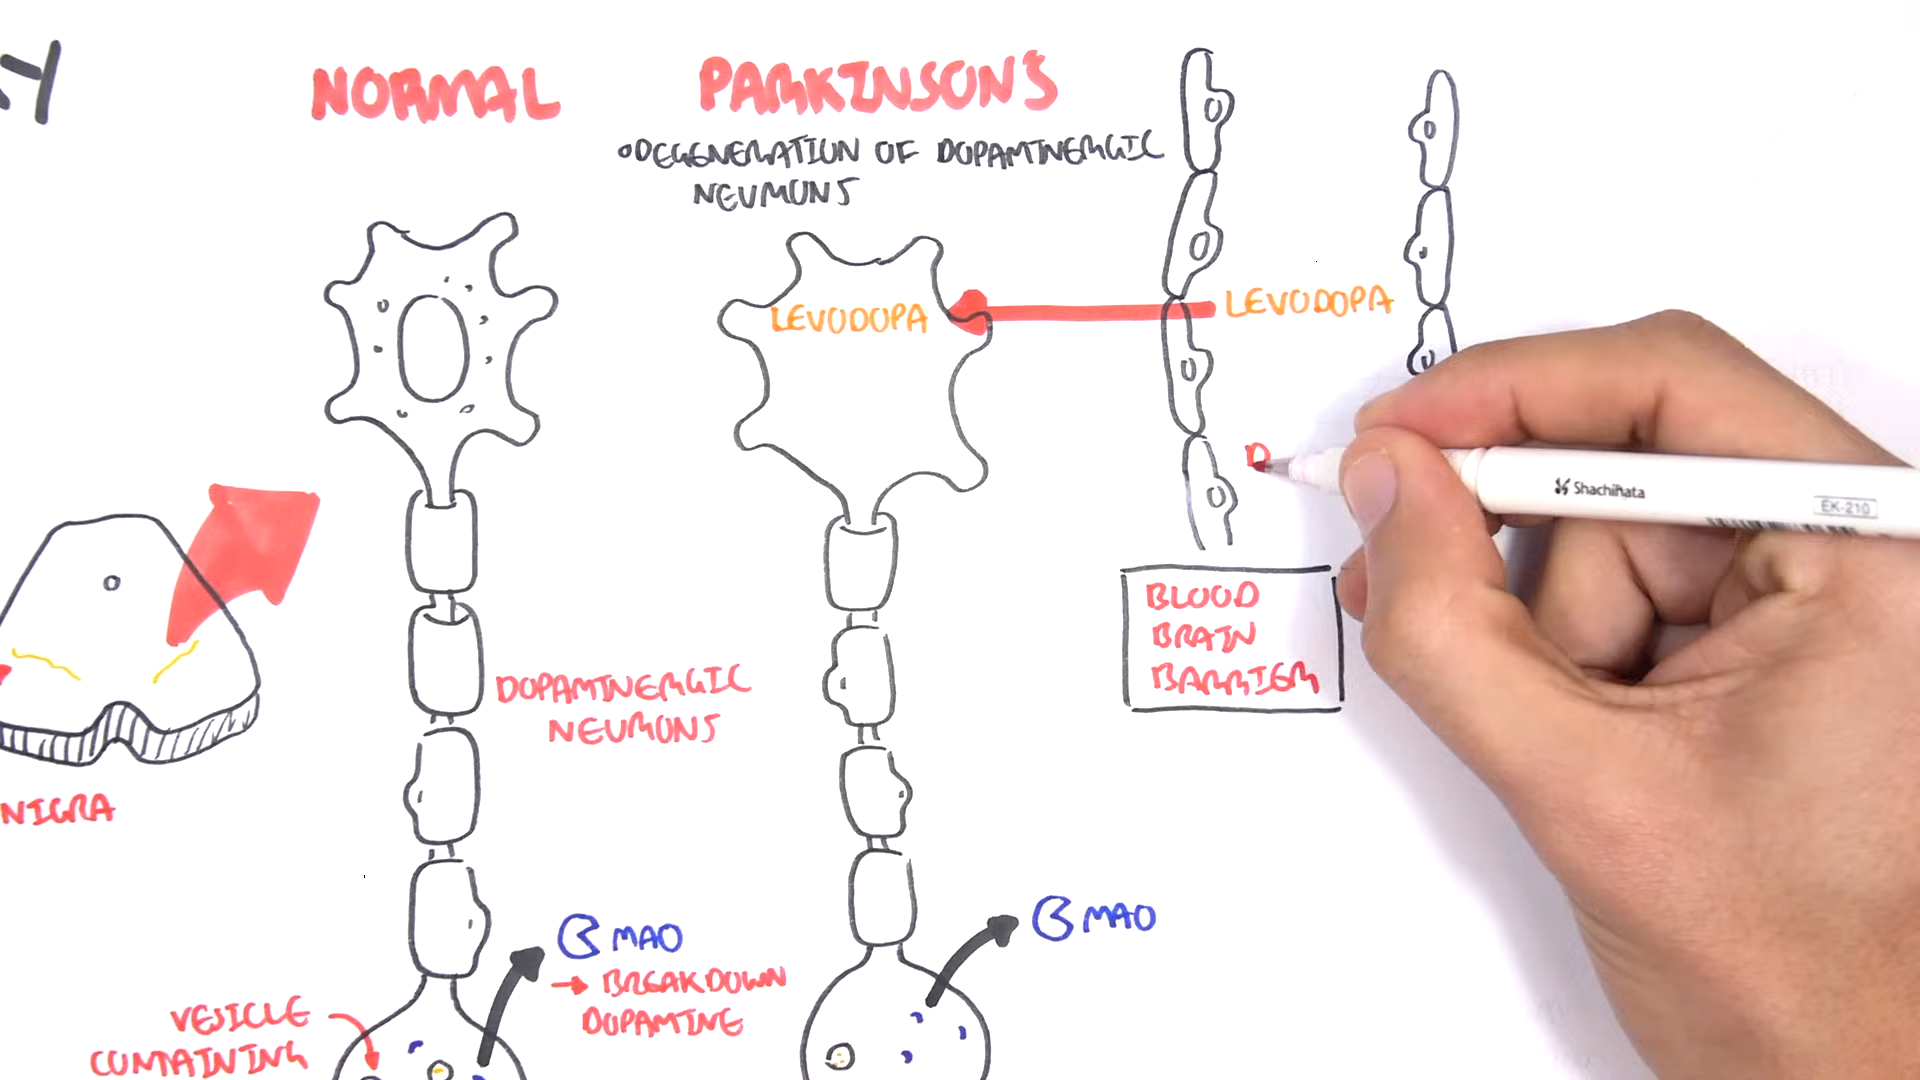 Y
NORMAL
PARKINSON'S
•DEGENERATION OF DOPAMINERGIC
NEURONS
LEVODOPA
LEVODOPA
D
Shachihata
EK-210
BLOOD
BRAIN
BARRIER
DOPAMINERGIC
NEURONS
NIGRA
MAO
→ BREAKDOWN
DOPAMINE
MAO
VESICLE
CONTAINING